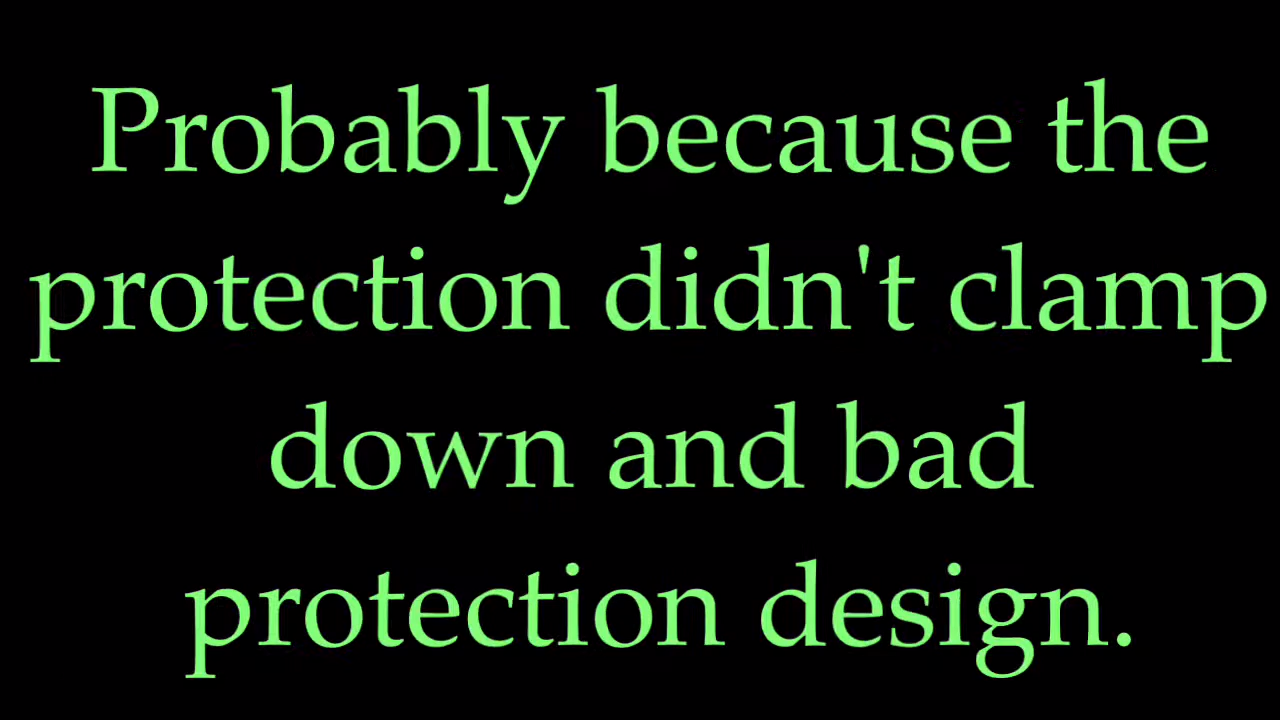 Probably because the
protection didn't clamp
down and bad
protection design.